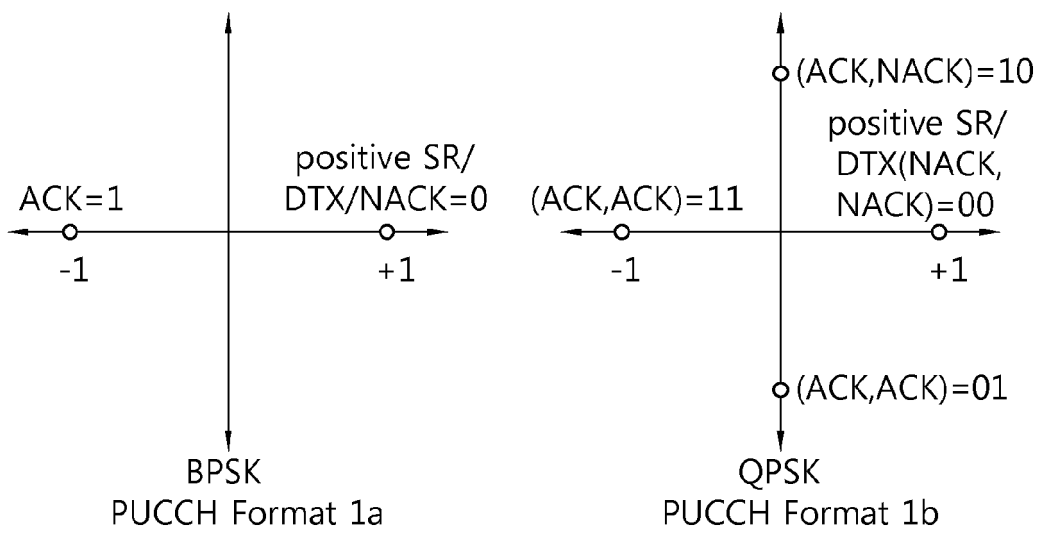 positive SR/
DTX/NACK=0
ACK=1
-1
+1
BPSK
PUCCH Format 1a
(ACK,NACK)=10
positive SR/
DTX(NACK,
NACK)=00
(ACK,ACK)=11
-1
+1
(ACK,ACK)=01
QPSK
PUCCH Format 1b